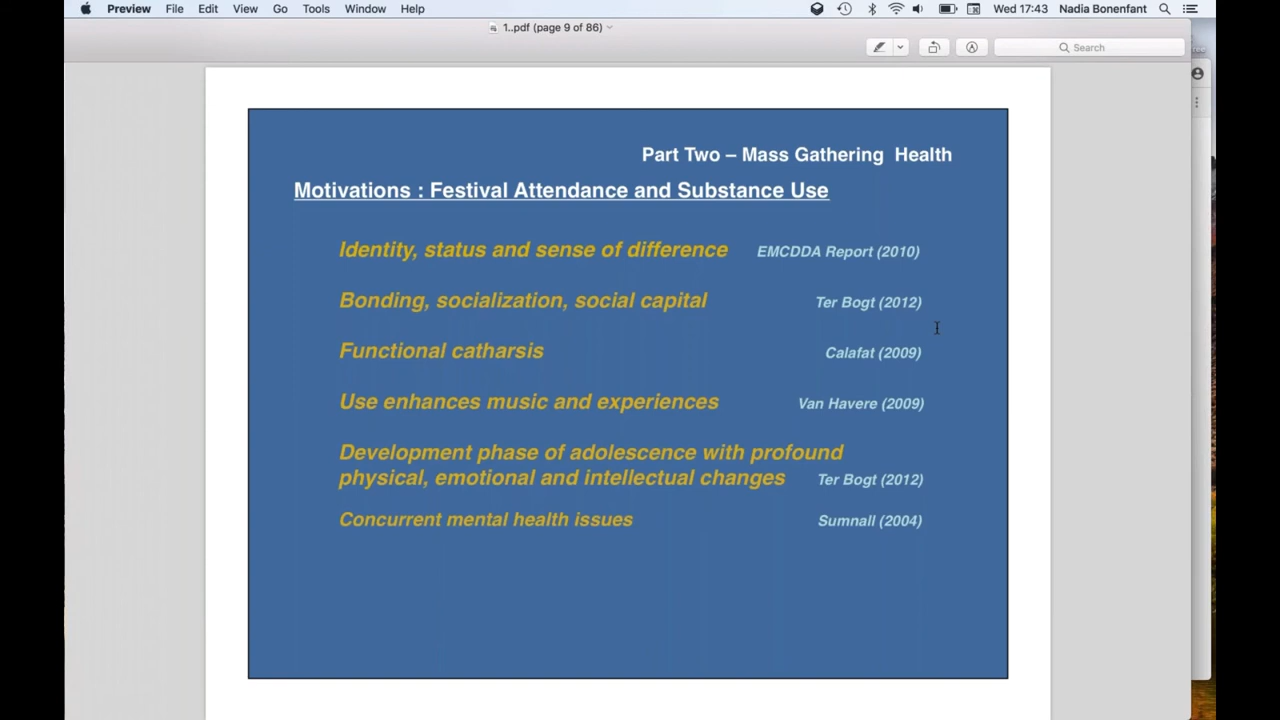 Preview File Edit View Go Tools Window Help Wed 17:43 Nadia Bonenfant
1..pdf (page 9 of 86)
Search
Part Two – Mass Gathering Health
Motivations : Festival Attendance and Substance Use
Identity, status and sense of difference EMCDDA Report (2010)
Bonding, socialization, social capital Ter Bogt (2012)
Functional catharsis Calafat (2009)
Use enhances music and experiences Van Havere (2009)
Development phase of adolescence with profound
physical, emotional and intellectual changes Ter Bogt (2012)
Concurrent mental health issues Sumnall (2004)